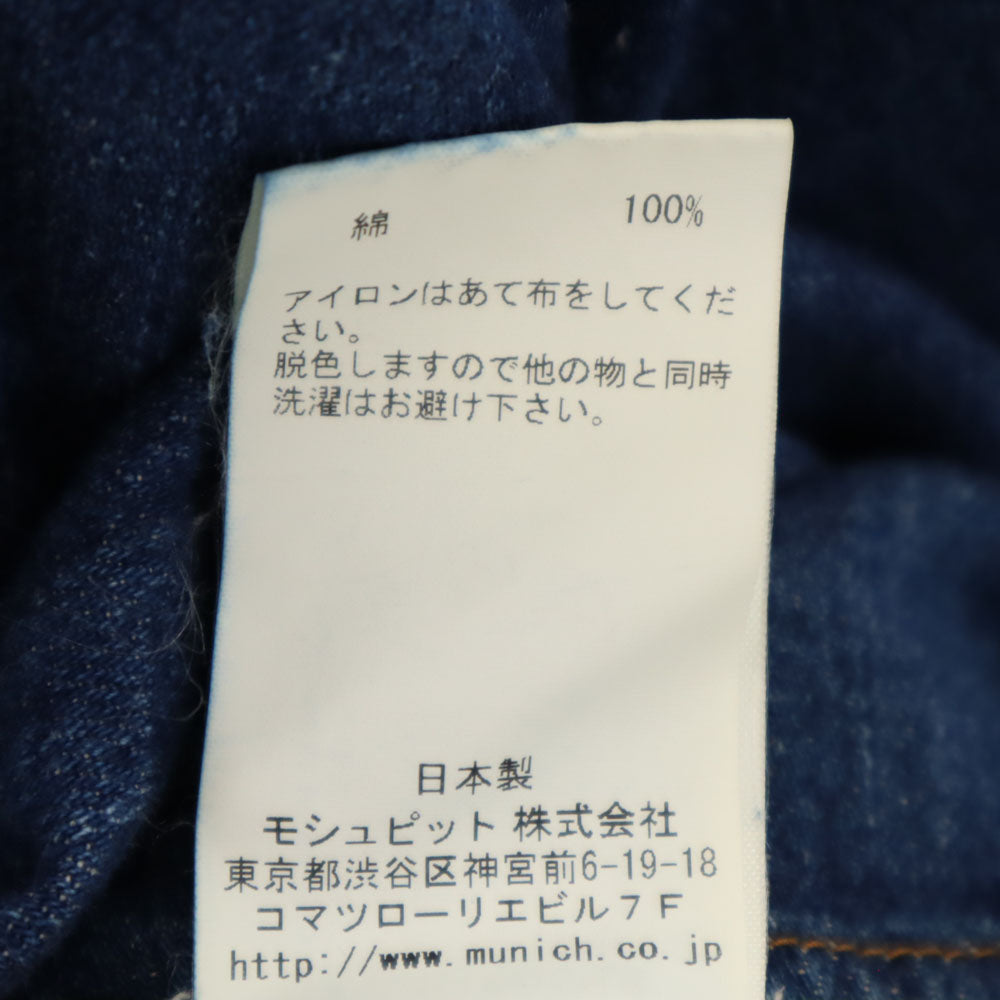 綿 100%
アイロンはあて布をしてくだ
さい。
脱色しますので他の物と同時
洗濯はお避け下さい。
日本製
モシュピット 株式会社
東京都渋谷区神宮前6-19-18
コマツローリエビル7F
http://www.munich.co.jp